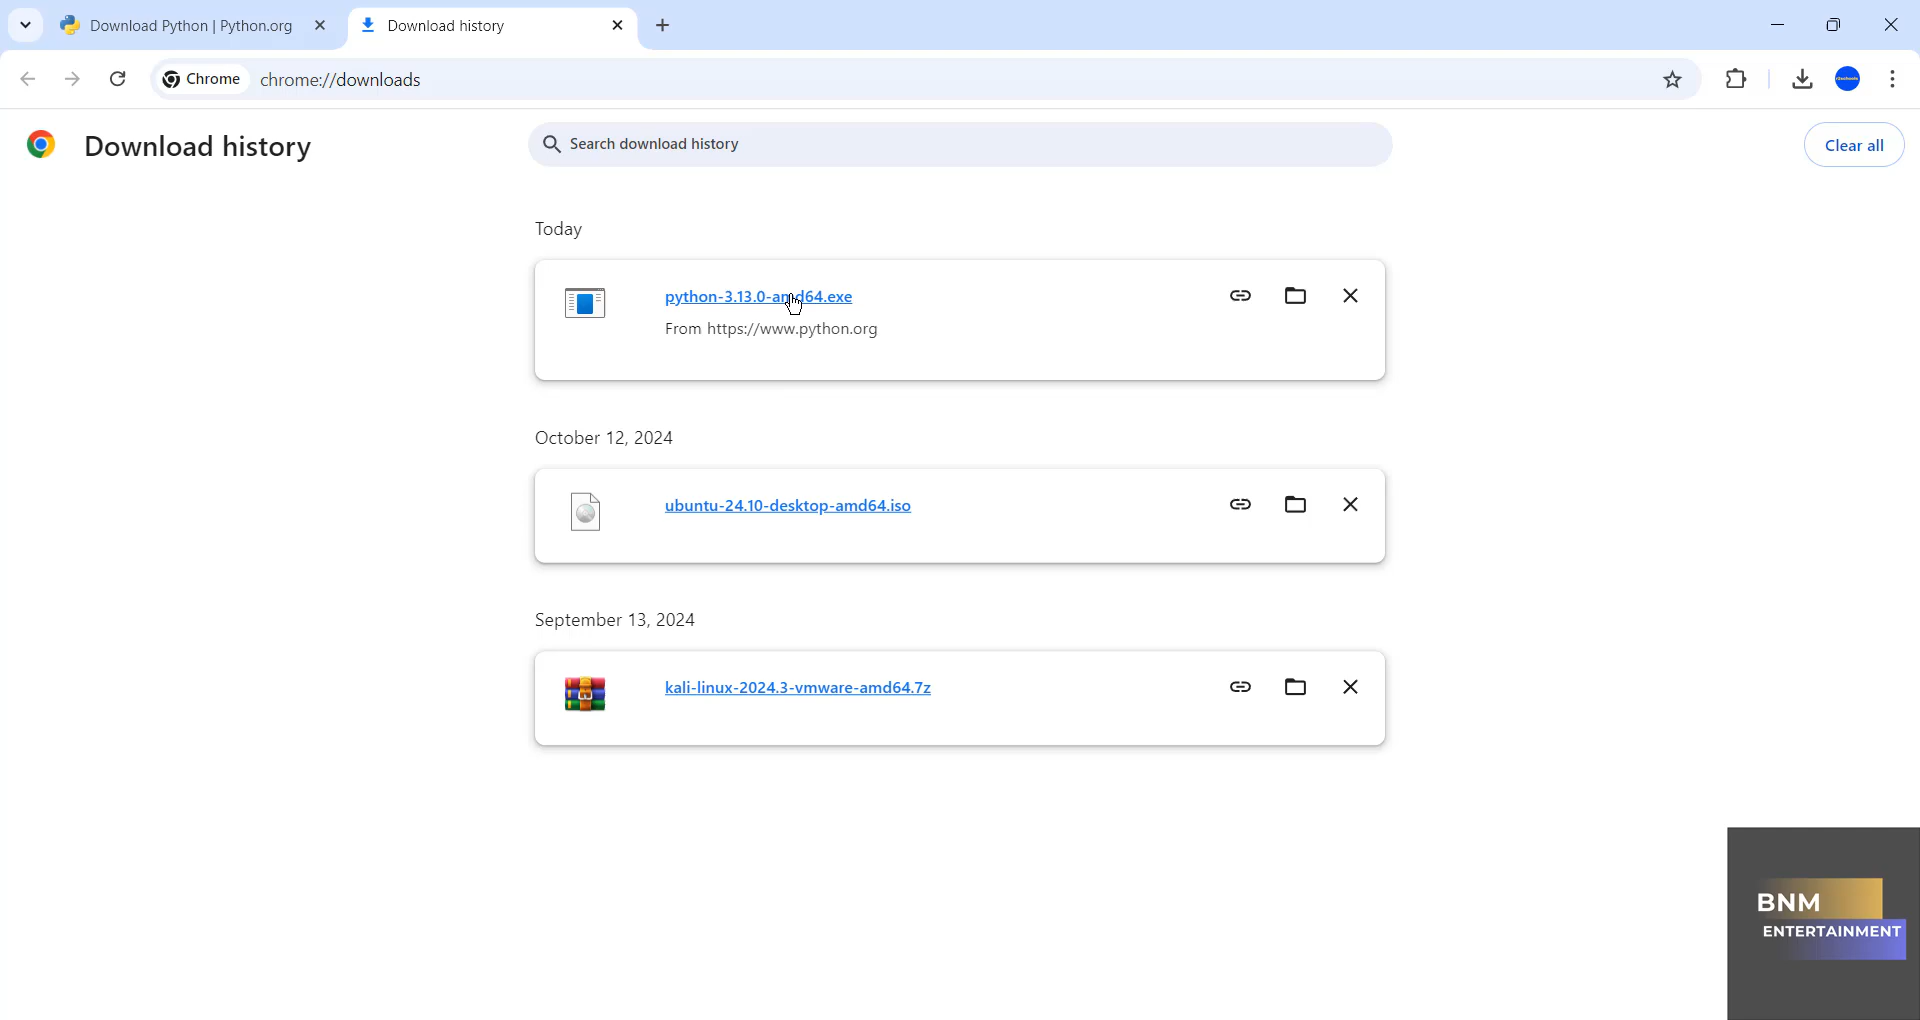 Download Python | Python.org
Download history
Chrome
chrome://downloads
Download history
Search download history
Clear all
Today
python-3.13.0-amd64.exe
From https://www.python.org
October 12, 2024
ubuntu-24.10-desktop-amd64.iso
September 13, 2024
kali-linux-2024.3-vmware-amd64.7z
BNM
ENTERTAINMENT